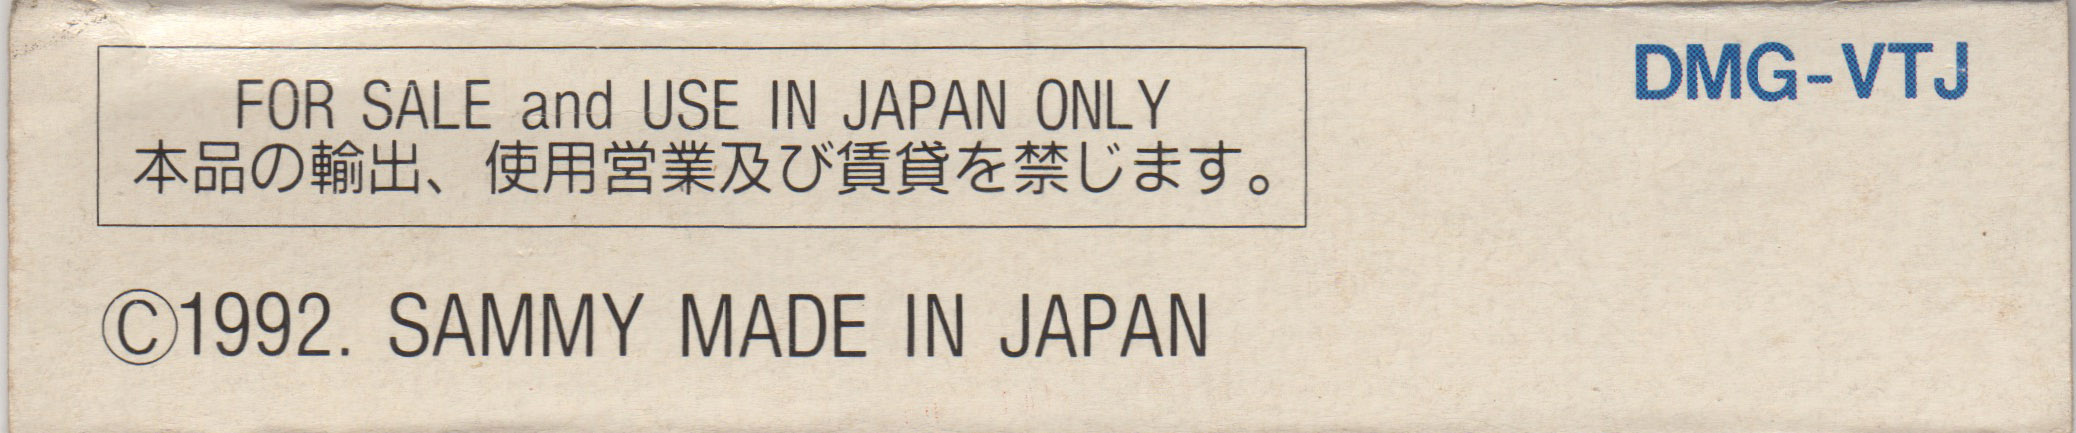 FOR SALE and USE IN JAPAN ONLY
本品の輸出、使用営業及び賃貸を禁じます。
DMG-VTJ
©1992. SAMMY MADE IN JAPAN